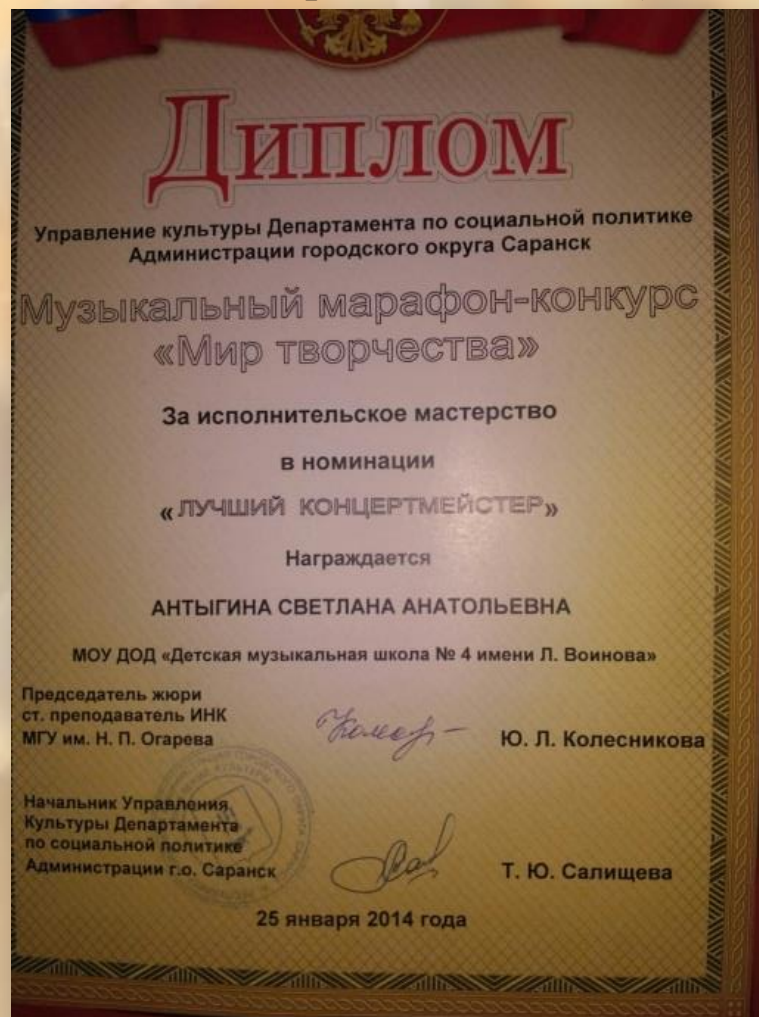 Диплом
Управление культуры Департамента по социальной политике
Администрации городского округа Саранск
Музыкальный марафон-конкурс
«Мир творчества»
За исполнительское мастерство
в номинации
«ЛУЧШИЙ КОНЦЕРТМЕЙСТЕР»
Награждается
АНТЫГИНА СВЕТЛАНА АНАТОЛЬЕВНА
МОУ ДОД «Детская музыкальная школа № 4 имени Л. Воинова»
Председатель жюри
ст. преподаватель ИНК
МГУ им. Н. П. Огарева
Ю. Л. Колесникова
Начальник Управления
Культуры Департамента
по социальной политике
Администрации г.о. Саранск
Т. Ю. Салищева
25 января 2014 года